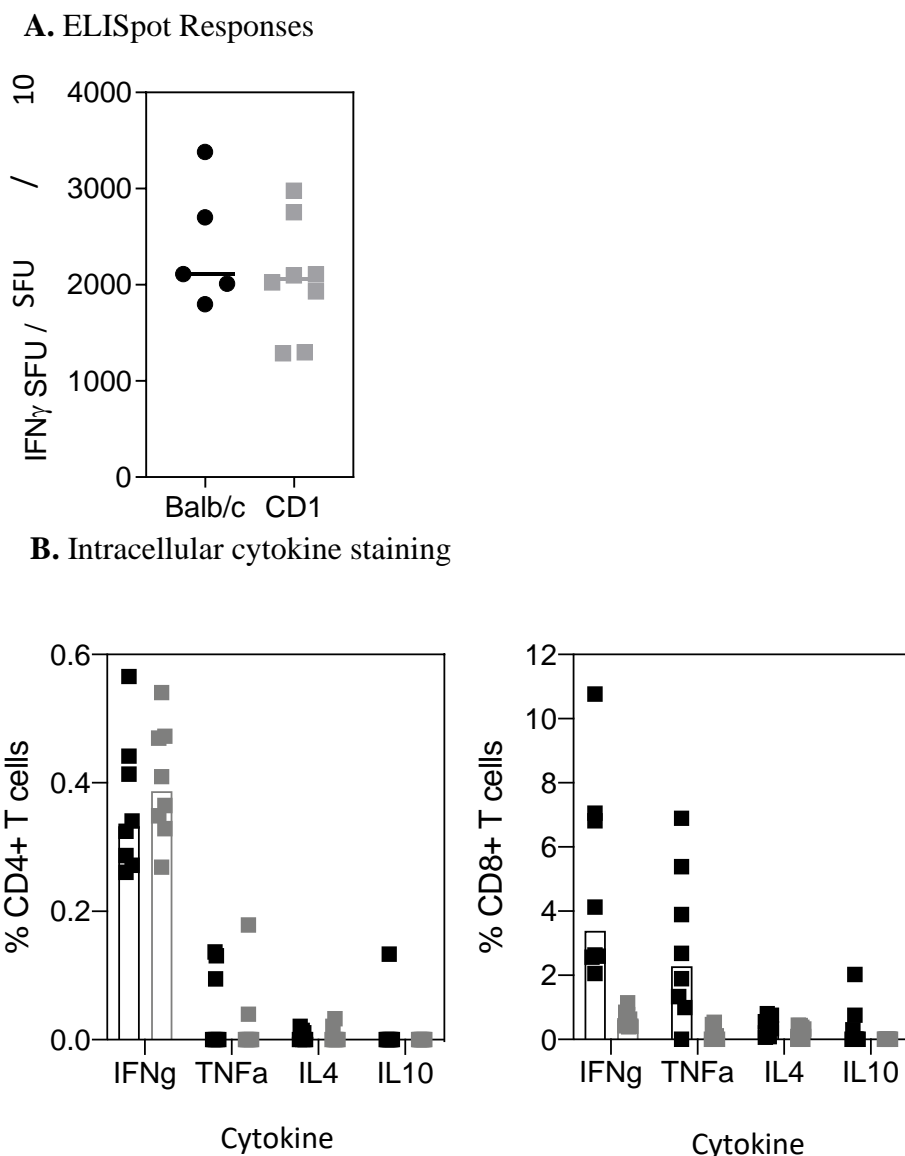 A. ELISpot Responses
IFNγ SFU / SFU / 10
4000
3000
2000
1000
0
Balb/c CD1
B. Intracellular cytokine staining
% CD4+ T cells
0.6
0.4
0.2
0.0
IFNg TNFa IL4 IL10
Cytokine
% CD8+ T cells
12
10
8
6
4
2
0
IFNg TNFa IL4 IL10
Cytokine